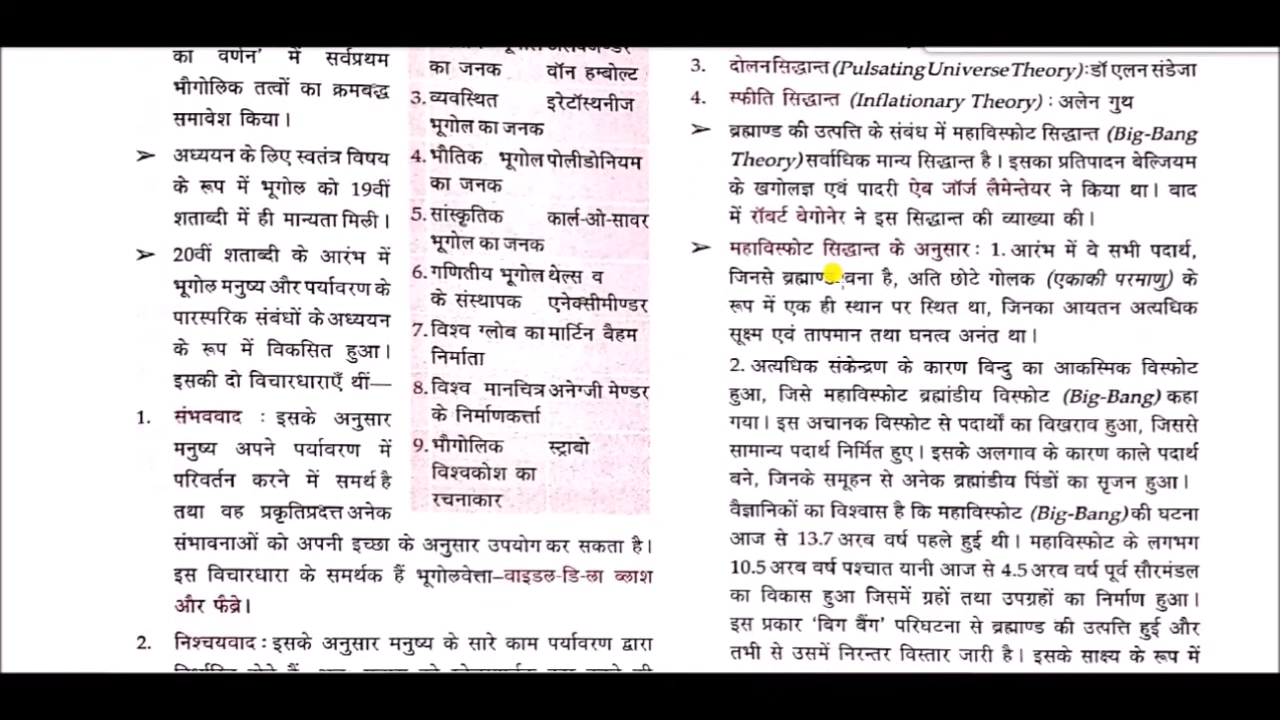 का वर्णन' में सर्वप्रथम
भौगोलिक तत्वों का क्रमबद्ध
समावेश किया।
➢ अध्ययन के लिए स्वतंत्र विषय
के रूप में भूगोल को 19वीं
शताब्दी में ही मान्यता मिली।
➢ 20वीं शताब्दी के आरंभ में
भूगोल मनुष्य और पर्यावरण के
पारस्परिक संबंधों के अध्ययन
के रूप में विकसित हुआ।
इसकी दो विचारधाराएँ थीं—
1. संभववाद : इसके अनुसार
मनुष्य अपने पर्यावरण में
परिवर्तन करने में समर्थ है
तथा वह प्रकृतिप्रदत्त अनेक
संभावनाओं को अपनी इच्छा के अनुसार उपयोग कर सकता है।
इस विचारधारा के समर्थक हैं भूगोलवेत्ता–वाइडल-डि-ला ब्लाश
और फैब्रे।
2. निश्चयवाद : इसके अनुसार मनुष्य के सारे काम पर्यावरण द्वारा
का जनक वॉन हम्बोल्ट
3. व्यवस्थित इरेटॉस्थनीज
भूगोल का जनक
4. भौतिक भूगोल पोलीडोनियम
का जनक
5. सांस्कृतिक कार्ल-ओ-सावर
भूगोल का जनक
6. गणितीय भूगोल थेल्स व
के संस्थापक एनेक्सीमीण्डर
7. विश्व ग्लोब का मार्टिन वैहम
निर्माता
8. विश्व मानचित्र अनेग्जी मेण्डर
के निर्माणकर्त्ता
9. भौगोलिक स्ट्राबो
विश्वकोश का
रचनाकार
3. दोलन सिद्धान्त (Pulsating Universe Theory) : डॉ एलन संडेजा
4. स्फीति सिद्धान्त (Inflationary Theory) : अलेन गुथ
➢ ब्रह्माण्ड की उत्पत्ति के संबंध में महाविस्फोट सिद्धान्त (Big-Bang
Theory) सर्वाधिक मान्य सिद्धान्त है। इसका प्रतिपादन बेल्जियम
के खगोलज्ञ एवं पादरी ऐब जॉर्ज लैमेन्तेयर ने किया था। बाद
में रॉबर्ट वेगोनेर ने इस सिद्धान्त की व्याख्या की।
➢ महाविस्फोट सिद्धान्त के अनुसार : 1. आरंभ में वे सभी पदार्थ,
जिनसे ब्रह्माण्ड बना है, अति छोटे गोलक (एकाकी परमाणु) के
रूप में एक ही स्थान पर स्थित था, जिनका आयतन अत्यधिक
सूक्ष्म एवं तापमान तथा घनत्व अनंत था।
2. अत्यधिक संकेन्द्रण के कारण बिन्दु का आकस्मिक विस्फोट
हुआ, जिसे महाविस्फोट ब्रह्मांडीय विस्फोट (Big-Bang) कहा
गया। इस अचानक विस्फोट से पदार्थों का विखराव हुआ, जिससे
सामान्य पदार्थ निर्मित हुए। इसके अलगाव के कारण काले पदार्थ
बने, जिनके समूहन से अनेक ब्रह्मांडीय पिंडों का सृजन हुआ।
वैज्ञानिकों का विश्वास है कि महाविस्फोट (Big-Bang) की घटना
आज से 13.7 अरब वर्ष पहले हुई थी। महाविस्फोट के लगभग
10.5 अरब वर्ष पश्चात यानी आज से 4.5 अरब वर्ष पूर्व सौरमंडल
का विकास हुआ जिसमें ग्रहों तथा उपग्रहों का निर्माण हुआ।
इस प्रकार 'बिग बैंग' परिघटना से ब्रह्माण्ड की उत्पत्ति हुई और
तभी से उसमें निरन्तर विस्तार जारी है। इसके साक्ष्य के रूप में